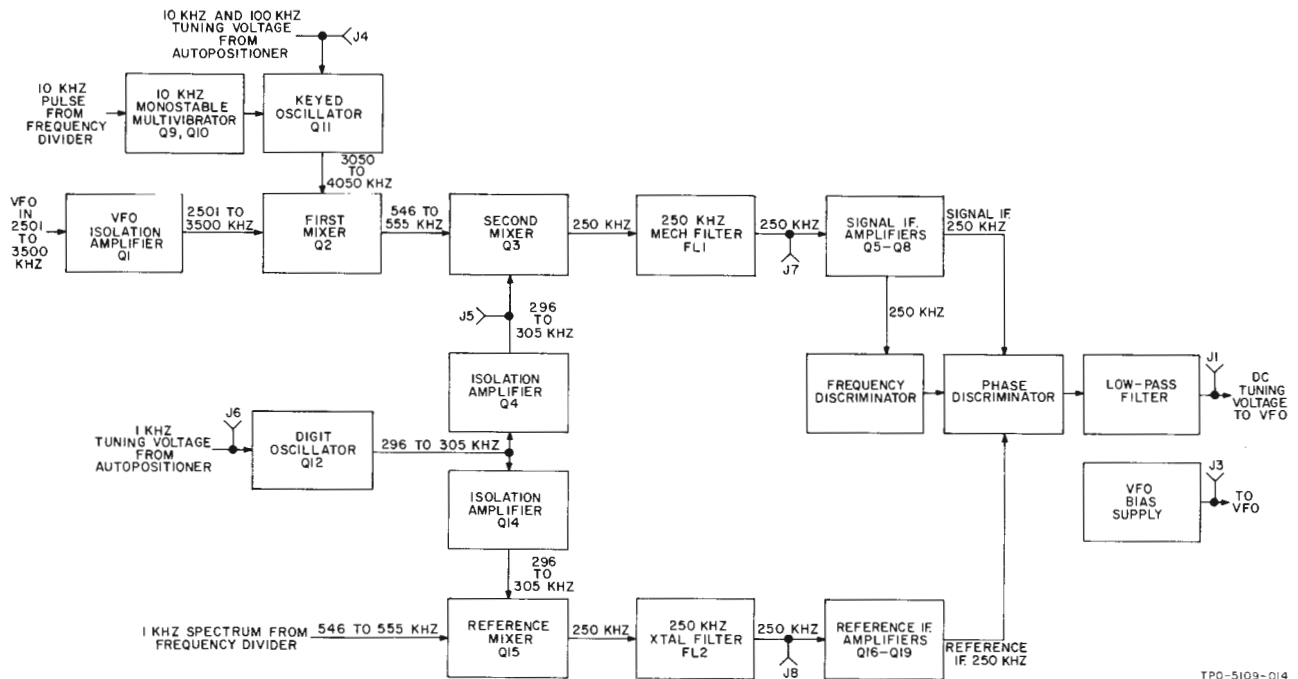 10 KHZ AND 100 KHZ
TUNING VOLTAGE
FROM
AUTOPOSITIONER
J4
10 KHZ
PULSE
FROM
FREQUENCY
DIVIDER
10 KHZ
MONOSTABLE
MULTIVIBRATOR
Q9, Q10
KEYED
OSCILLATOR
Q11
3050
TO
4050 KHZ
VFO
IN
2501
TO
3500
KHZ
VFO
ISOLATION
AMPLIFIER
Q1
2501 TO
3500 KHZ
FIRST
MIXER
Q2
546 TO
555 KHZ
SECOND
MIXER
Q3
250 KHZ
250 KHZ
MECH FILTER
FL1
250 KHZ
J7
SIGNAL IF.
AMPLIFIERS
Q5-Q8
SIGNAL IF.
250 KHZ
250 KHZ
J5
296
TO
305 KHZ
ISOLATION
AMPLIFIER
Q4
FREQUENCY
DISCRIMINATOR
PHASE
DISCRIMINATOR
LOW-PASS
FILTER
J1
DC
TUNING
VOLTAGE
TO VFO
J6
1 KHZ
TUNING VOLTAGE
FROM
AUTOPOSITIONER
DIGIT
OSCILLATOR
Q12
296 TO 305 KHZ
ISOLATION
AMPLIFIER
Q14
VFO
BIAS
SUPPLY
J3
TO
VFO
296
TO
305 KHZ
1 KHZ SPECTRUM FROM
FREQUENCY DIVIDER
546 TO 555 KHZ
REFERENCE
MIXER
Q15
250 KHZ
250 KHZ
XTAL FILTER
FL2
250 KHZ
J8
REFERENCE IF.
AMPLIFIERS
Q16-Q19
REFERENCE
IF. 250 KHZ
TPO-5109-014